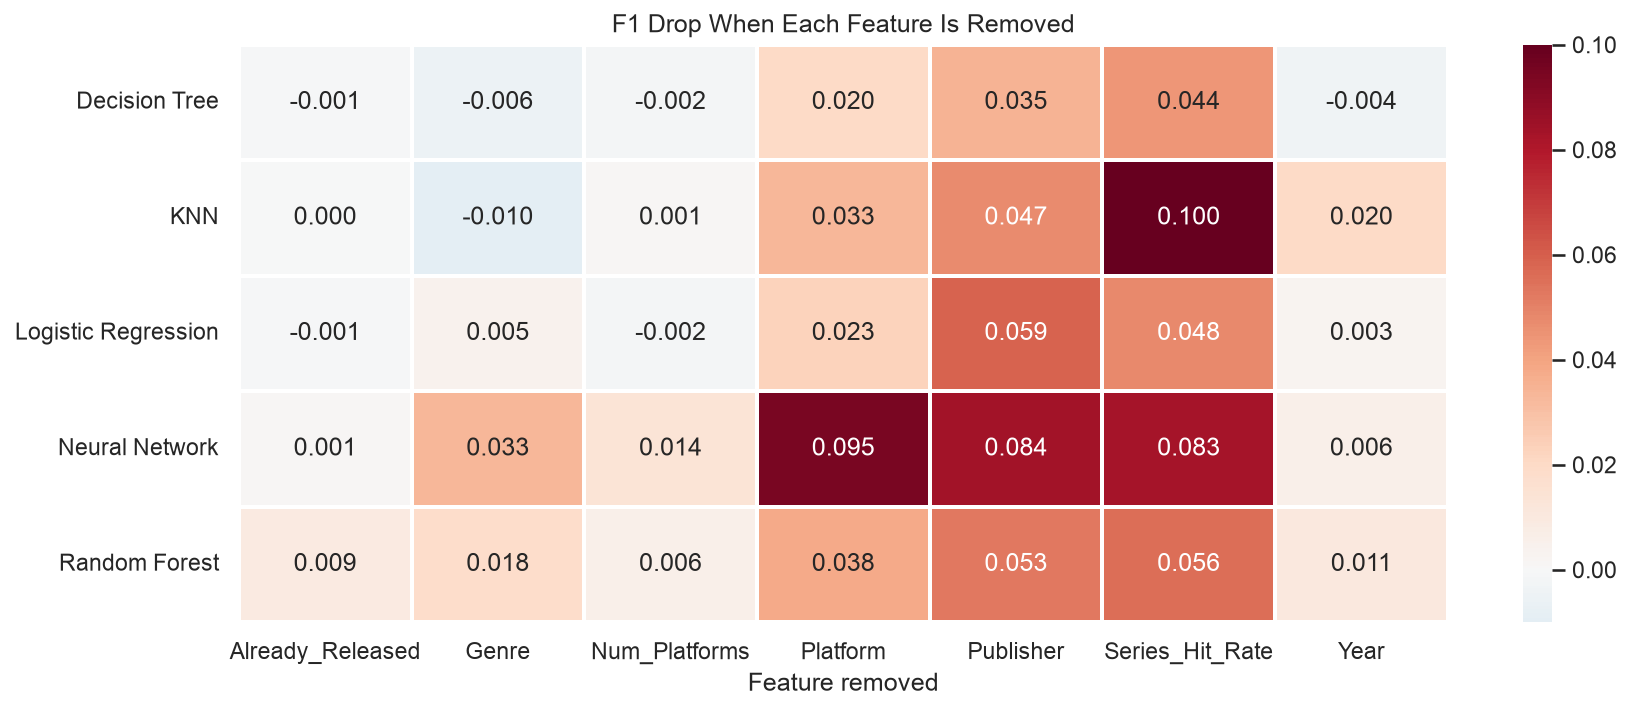 F1 Drop When Each Feature Is Removed
Decision Tree -0.001 -0.006 -0.002 0.020 0.035 0.044 -0.004
KNN 0.000 -0.010 0.001 0.033 0.047 0.100 0.020
Logistic Regression -0.001 0.005 -0.002 0.023 0.059 0.048 0.003
Neural Network 0.001 0.033 0.014 0.095 0.084 0.083 0.006
Random Forest 0.009 0.018 0.006 0.038 0.053 0.056 0.011
Already_Released Genre Num_Platforms Platform Publisher Series_Hit_Rate Year
Feature removed
0.10
0.08
0.06
0.04
0.02
0.00